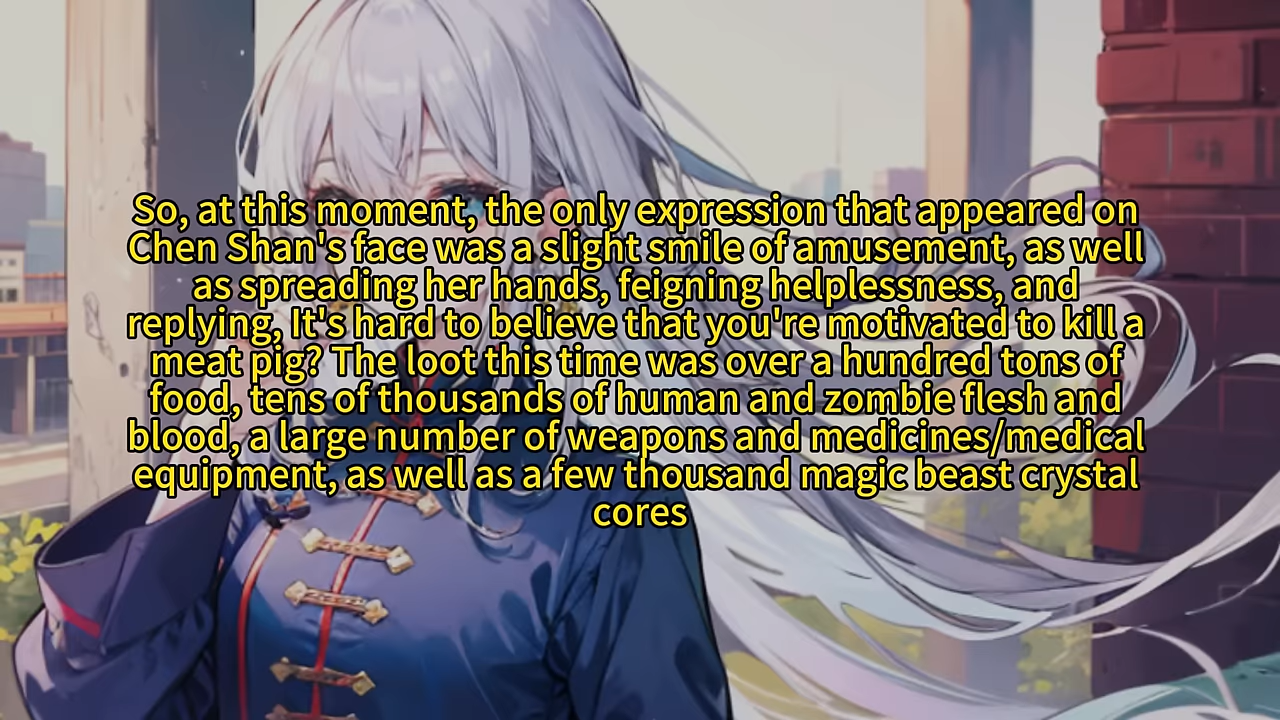 So, at this moment, the only expression that appeared on
Chen Shan's face was a slight smile of amusement, as well
as spreading her hands, feigning helplessness, and
replying, It's hard to believe that you're motivated to kill a
meat pig? The loot this time was over a hundred tons of
food, tens of thousands of human and zombie flesh and
blood, a large number of weapons and medicines/medical
equipment, as well as a few thousand magic beast crystal
cores